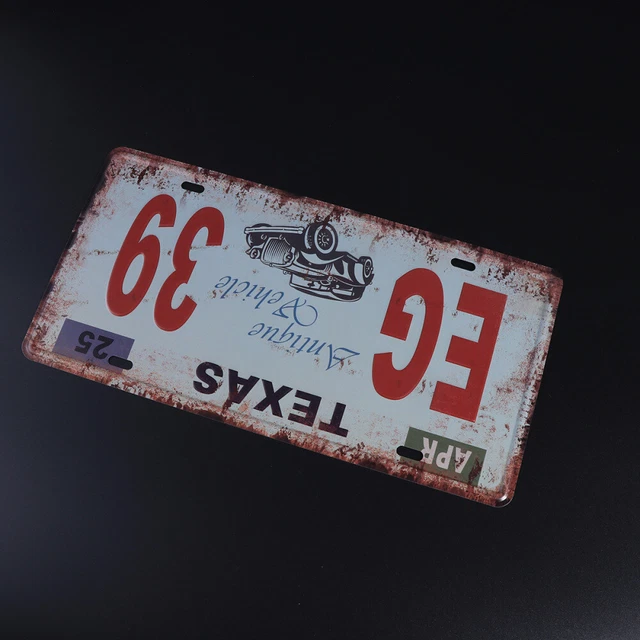 APR
TEXAS
25
EG
Antique
Vehicle
39